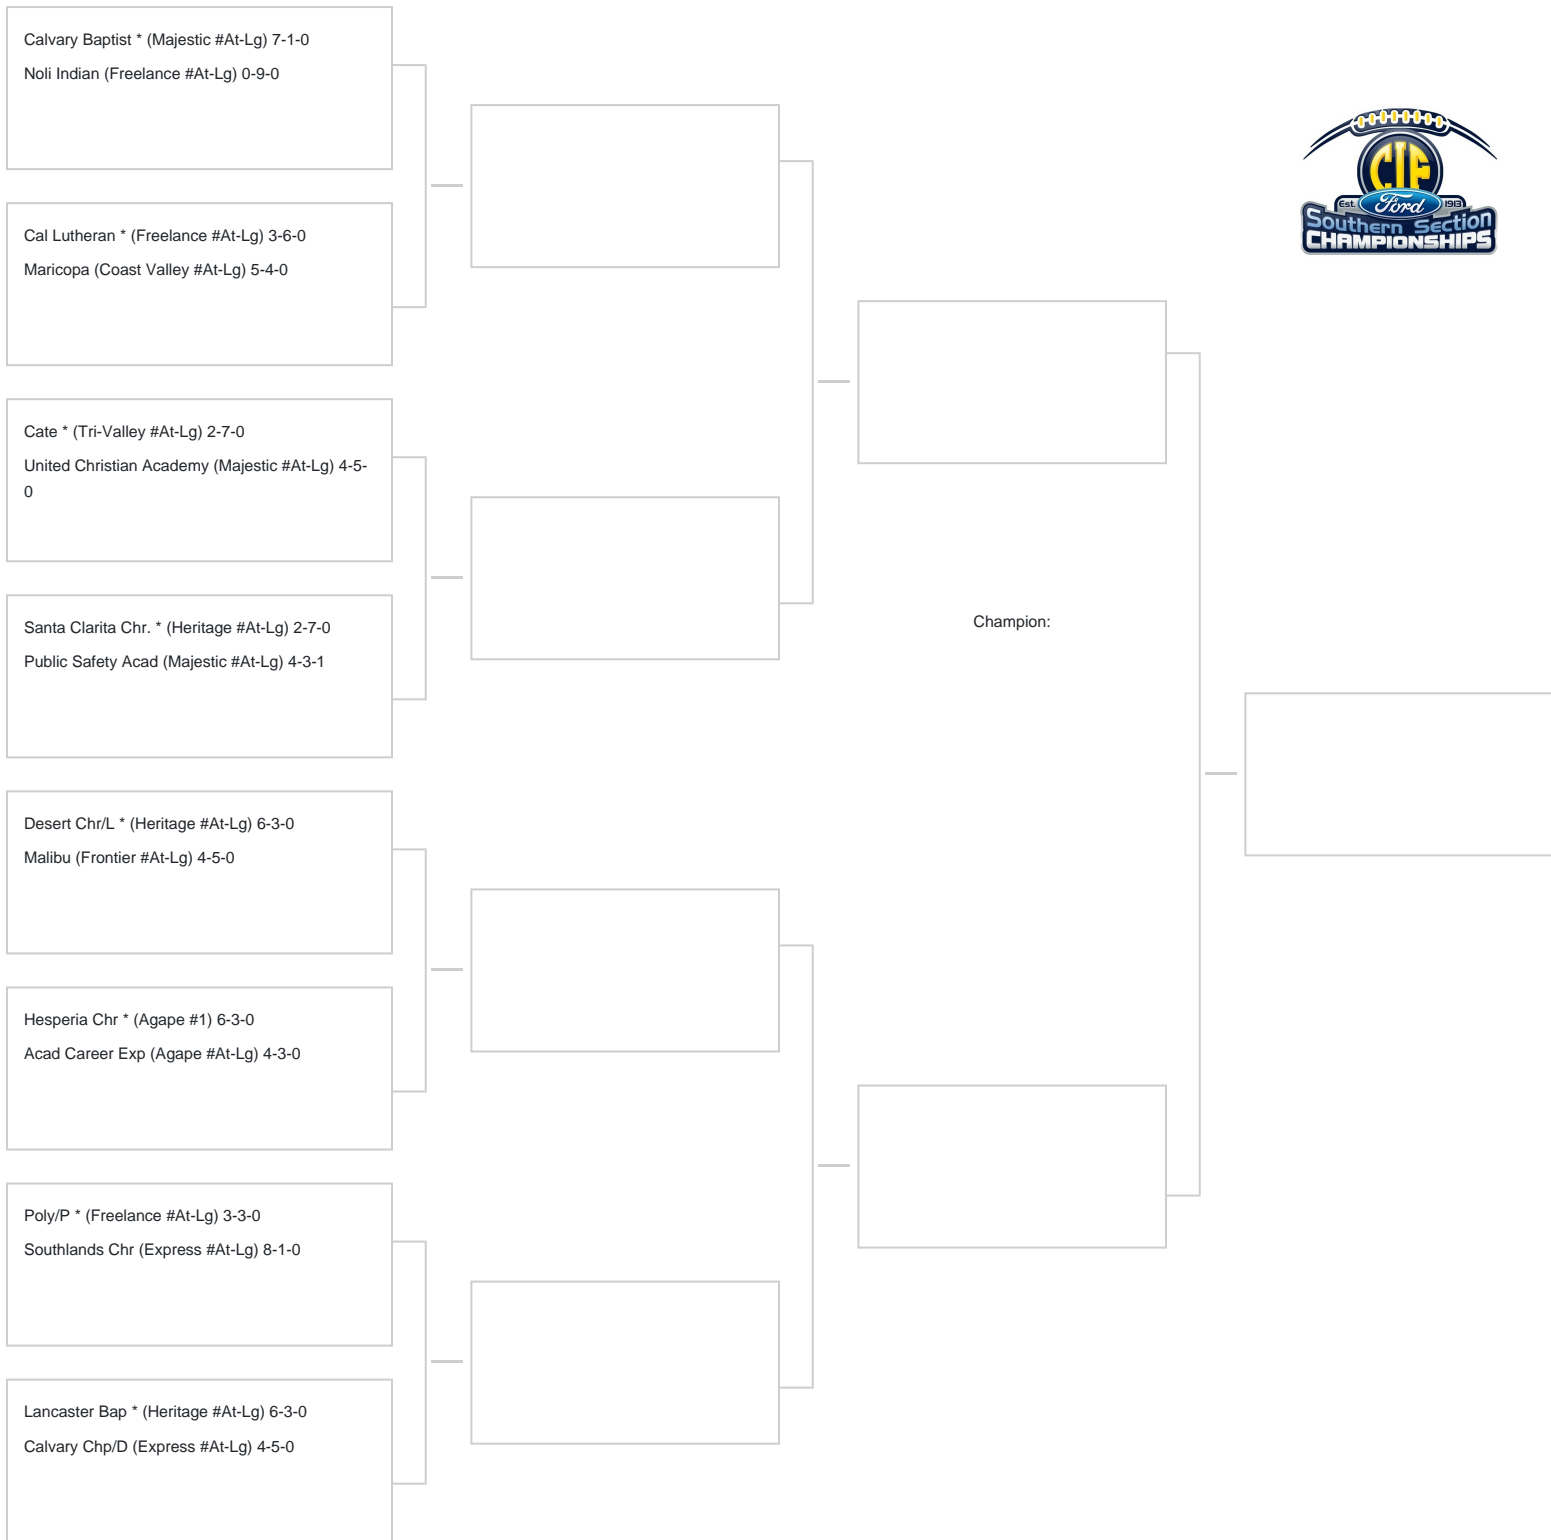 Calvary Baptist * (Majestic #At-Lg) 7-1-0
Noli Indian (Freelance #At-Lg) 0-9-0
CIF
Est. Ford 1913
Southern Section
CHAMPIONSHIPS
Cal Lutheran * (Freelance #At-Lg) 3-6-0
Maricopa (Coast Valley #At-Lg) 5-4-0
Cate * (Tri-Valley #At-Lg) 2-7-0
United Christian Academy (Majestic #At-Lg) 4-5-
0
Santa Clarita Chr. * (Heritage #At-Lg) 2-7-0
Public Safety Acad (Majestic #At-Lg) 4-3-1
Champion:
Desert Chr/L * (Heritage #At-Lg) 6-3-0
Malibu (Frontier #At-Lg) 4-5-0
Hesperia Chr * (Agape #1) 6-3-0
Acad Career Exp (Agape #At-Lg) 4-3-0
Poly/P * (Freelance #At-Lg) 3-3-0
Southlands Chr (Express #At-Lg) 8-1-0
Lancaster Bap * (Heritage #At-Lg) 6-3-0
Calvary Chp/D (Express #At-Lg) 4-5-0